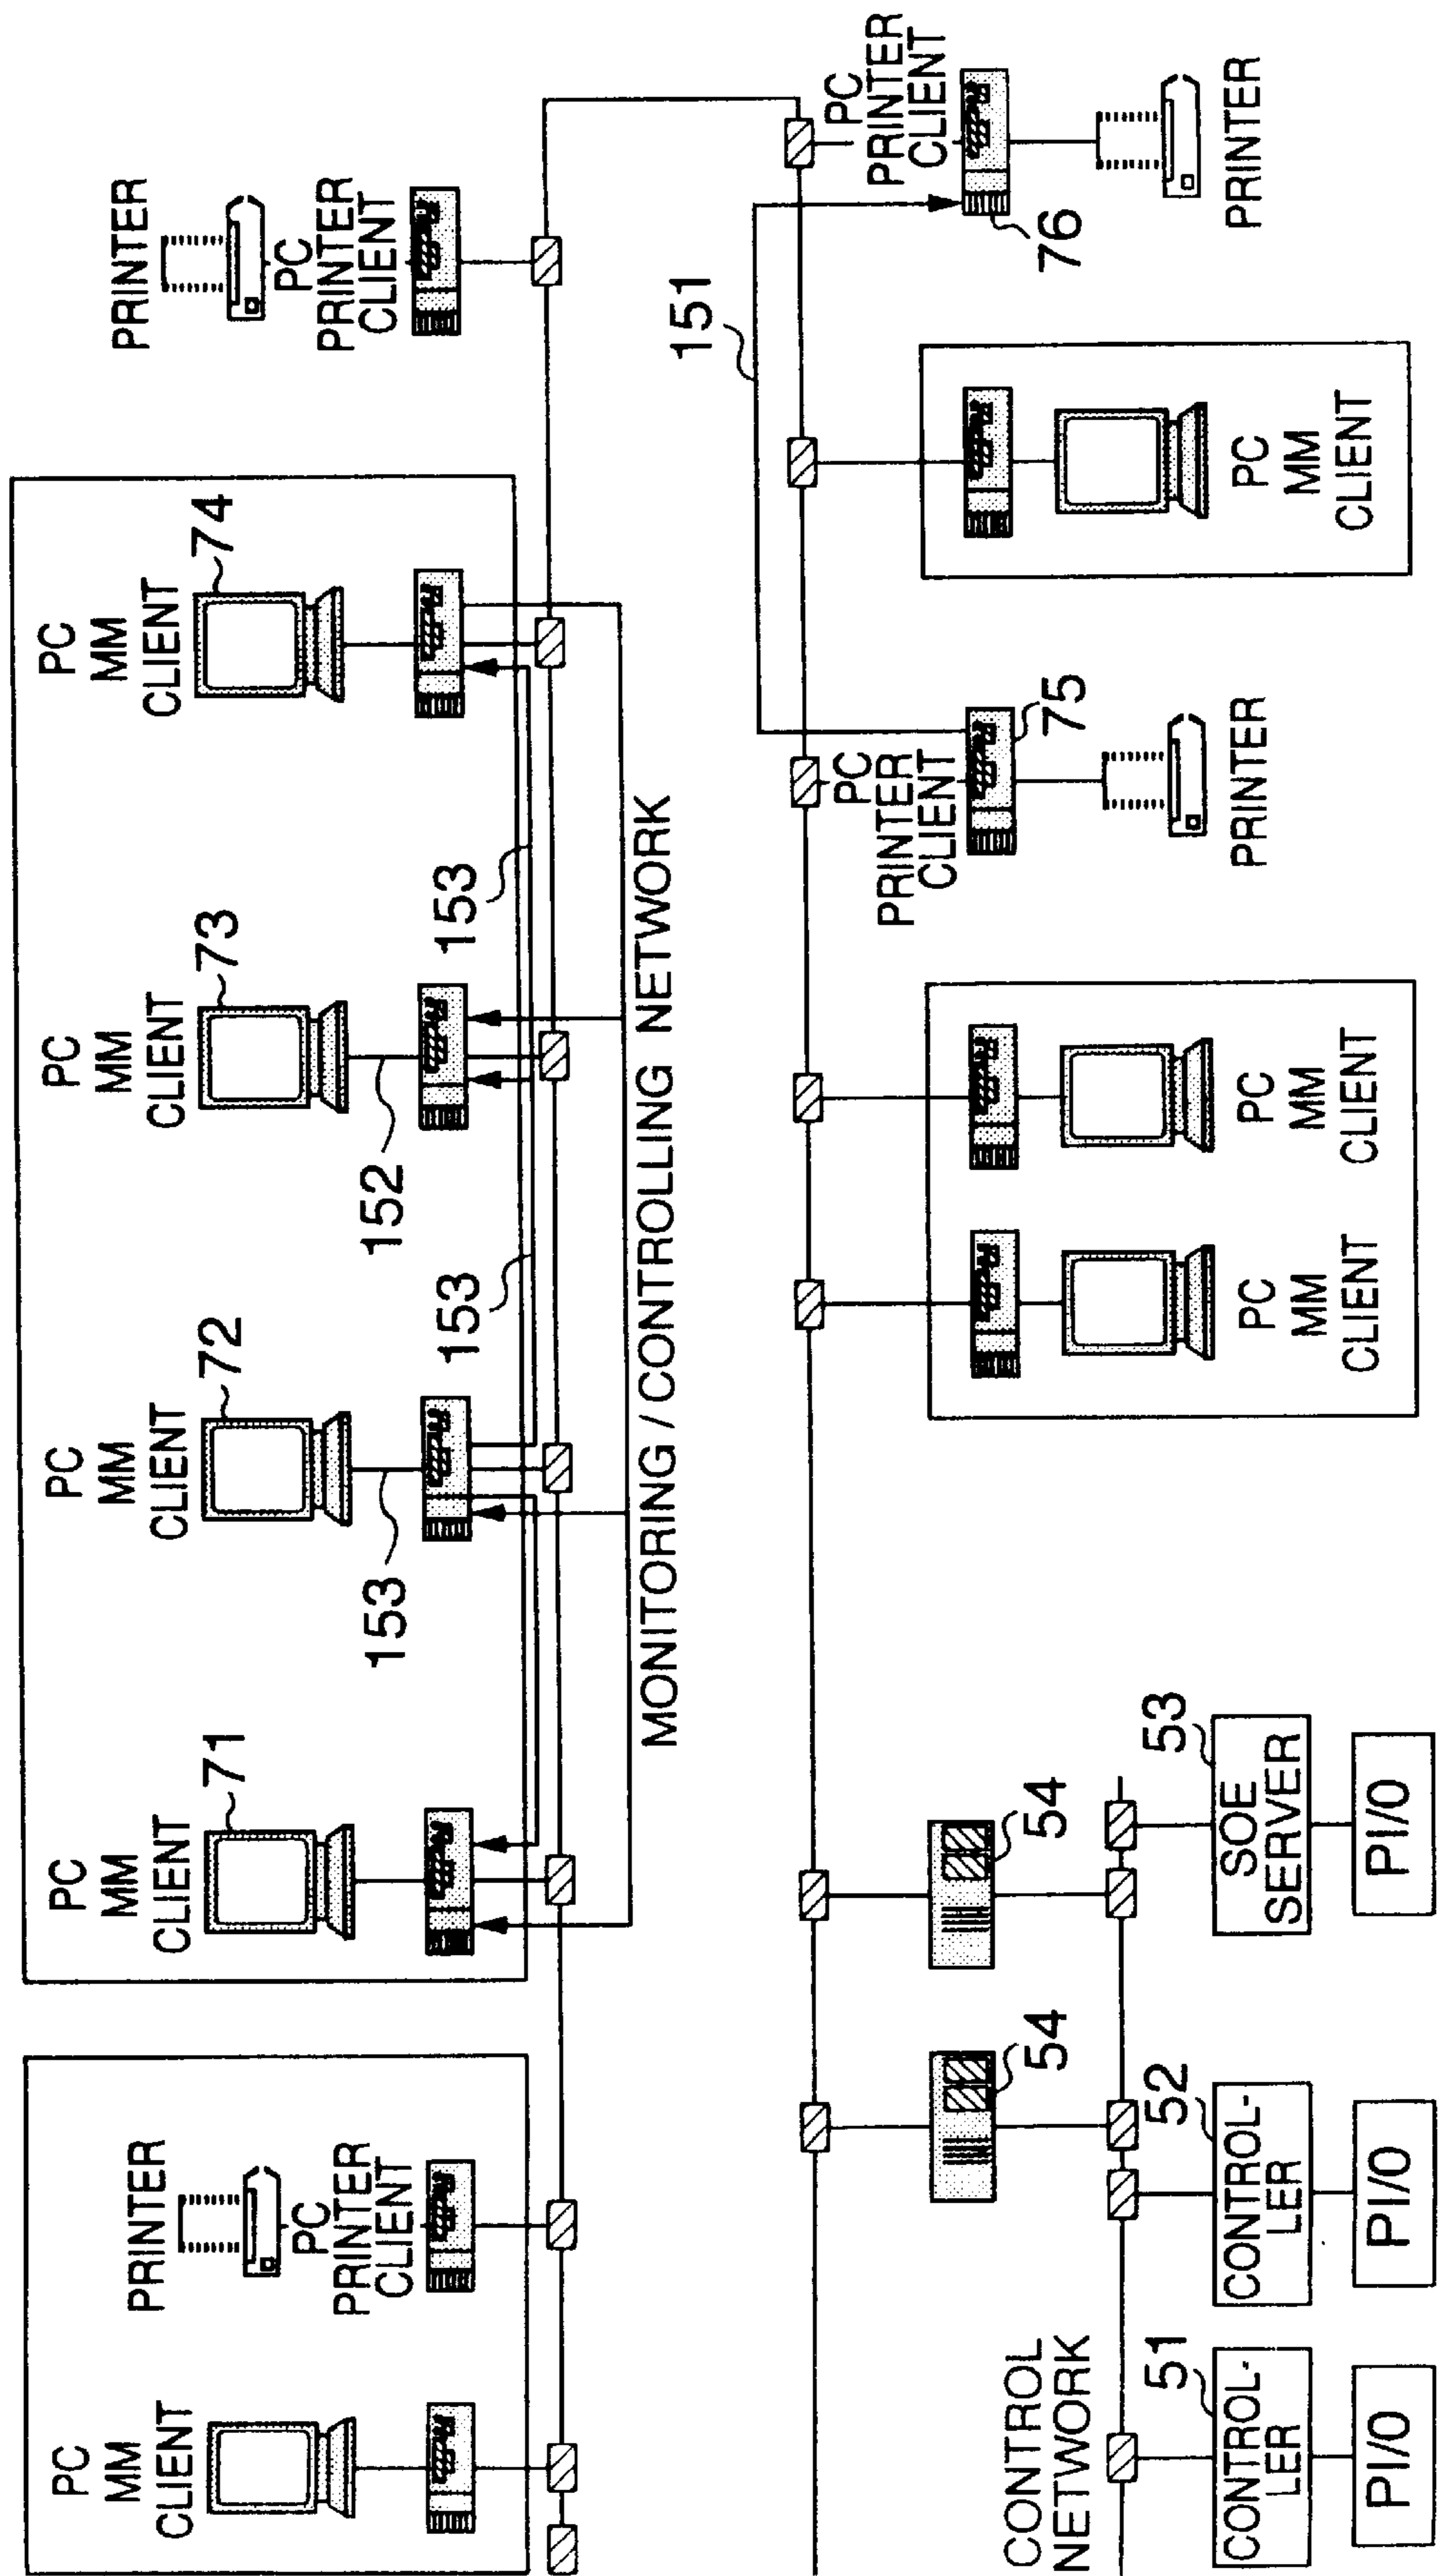 PC
MM
CLIENT
PRINTER
PC
PRINTER
CLIENT
PC
MM
CLIENT
71
PC
MM
CLIENT
72
153
153
PC
MM
CLIENT
73
152
153
PC
MM
CLIENT
74
PRINTER
PC
PRINTER
CLIENT
MONITORING / CONTROLLING NETWORK
151
CONTROL
NETWORK
54
54
51
CONTROL-
LER
PI/O
52
CONTROL-
LER
PI/O
53
SOE
SERVER
PI/O
PC
MM
CLIENT
PC
MM
CLIENT
PC
PRINTER
CLIENT
75
PRINTER
PC
MM
CLIENT
PC
PRINTER
CLIENT
76
PRINTER